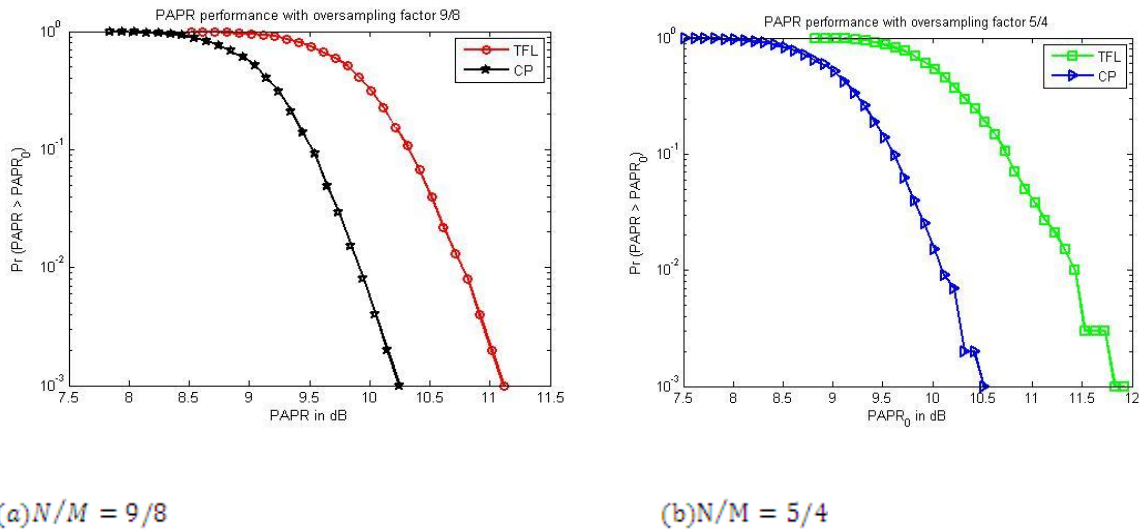 PAPR performance with oversampling factor 9/8
TFL
CP
Pr (PAPR > PAPR0)
10^0
10^-1
10^-2
10^-3
7.5 8 8.5 9 9.5 10 10.5 11 11.5
PAPR in dB
(a)N/M = 9/8
PAPR performance with oversampling factor 5/4
TFL
CP
Pr (PAPR > PAPR0)
10^0
10^-1
10^-2
10^-3
7.5 8 8.5 9 9.5 10 10.5 11 11.5 12
PAPR0 in dB
(b)N/M = 5/4